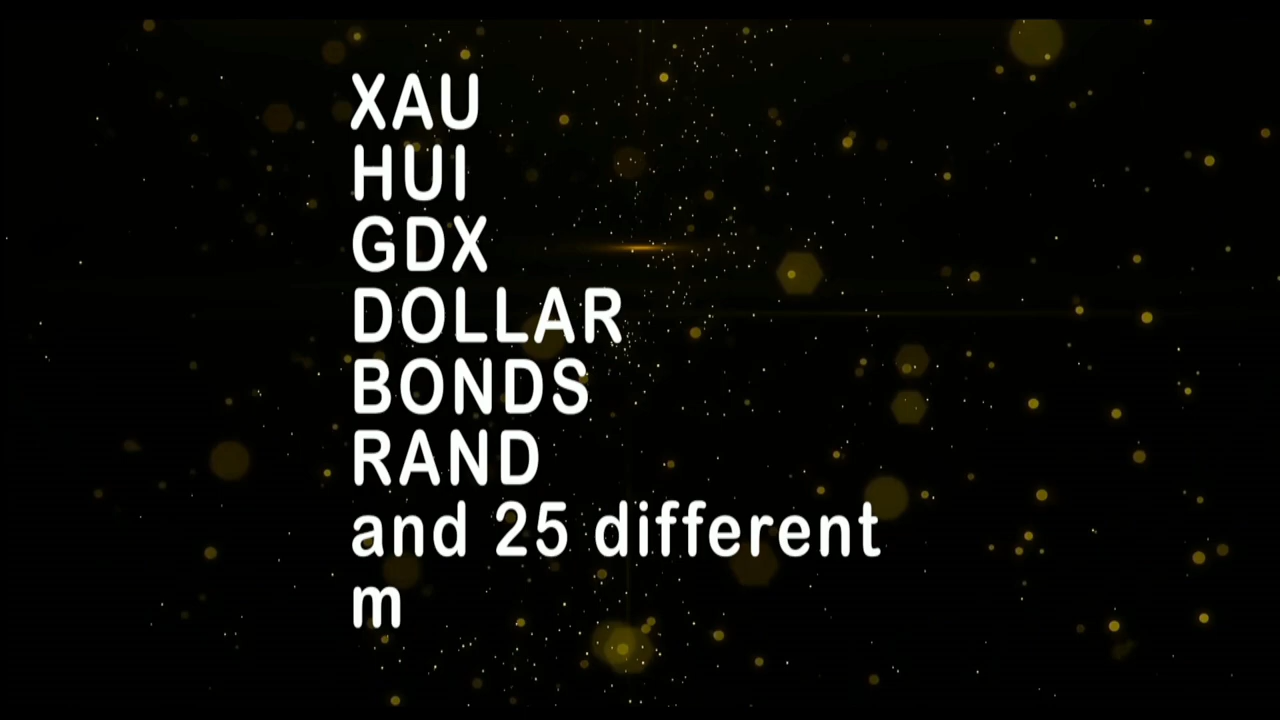 XAU
HUI
GDX
DOLLAR
BONDS
RAND
and 25 different
m